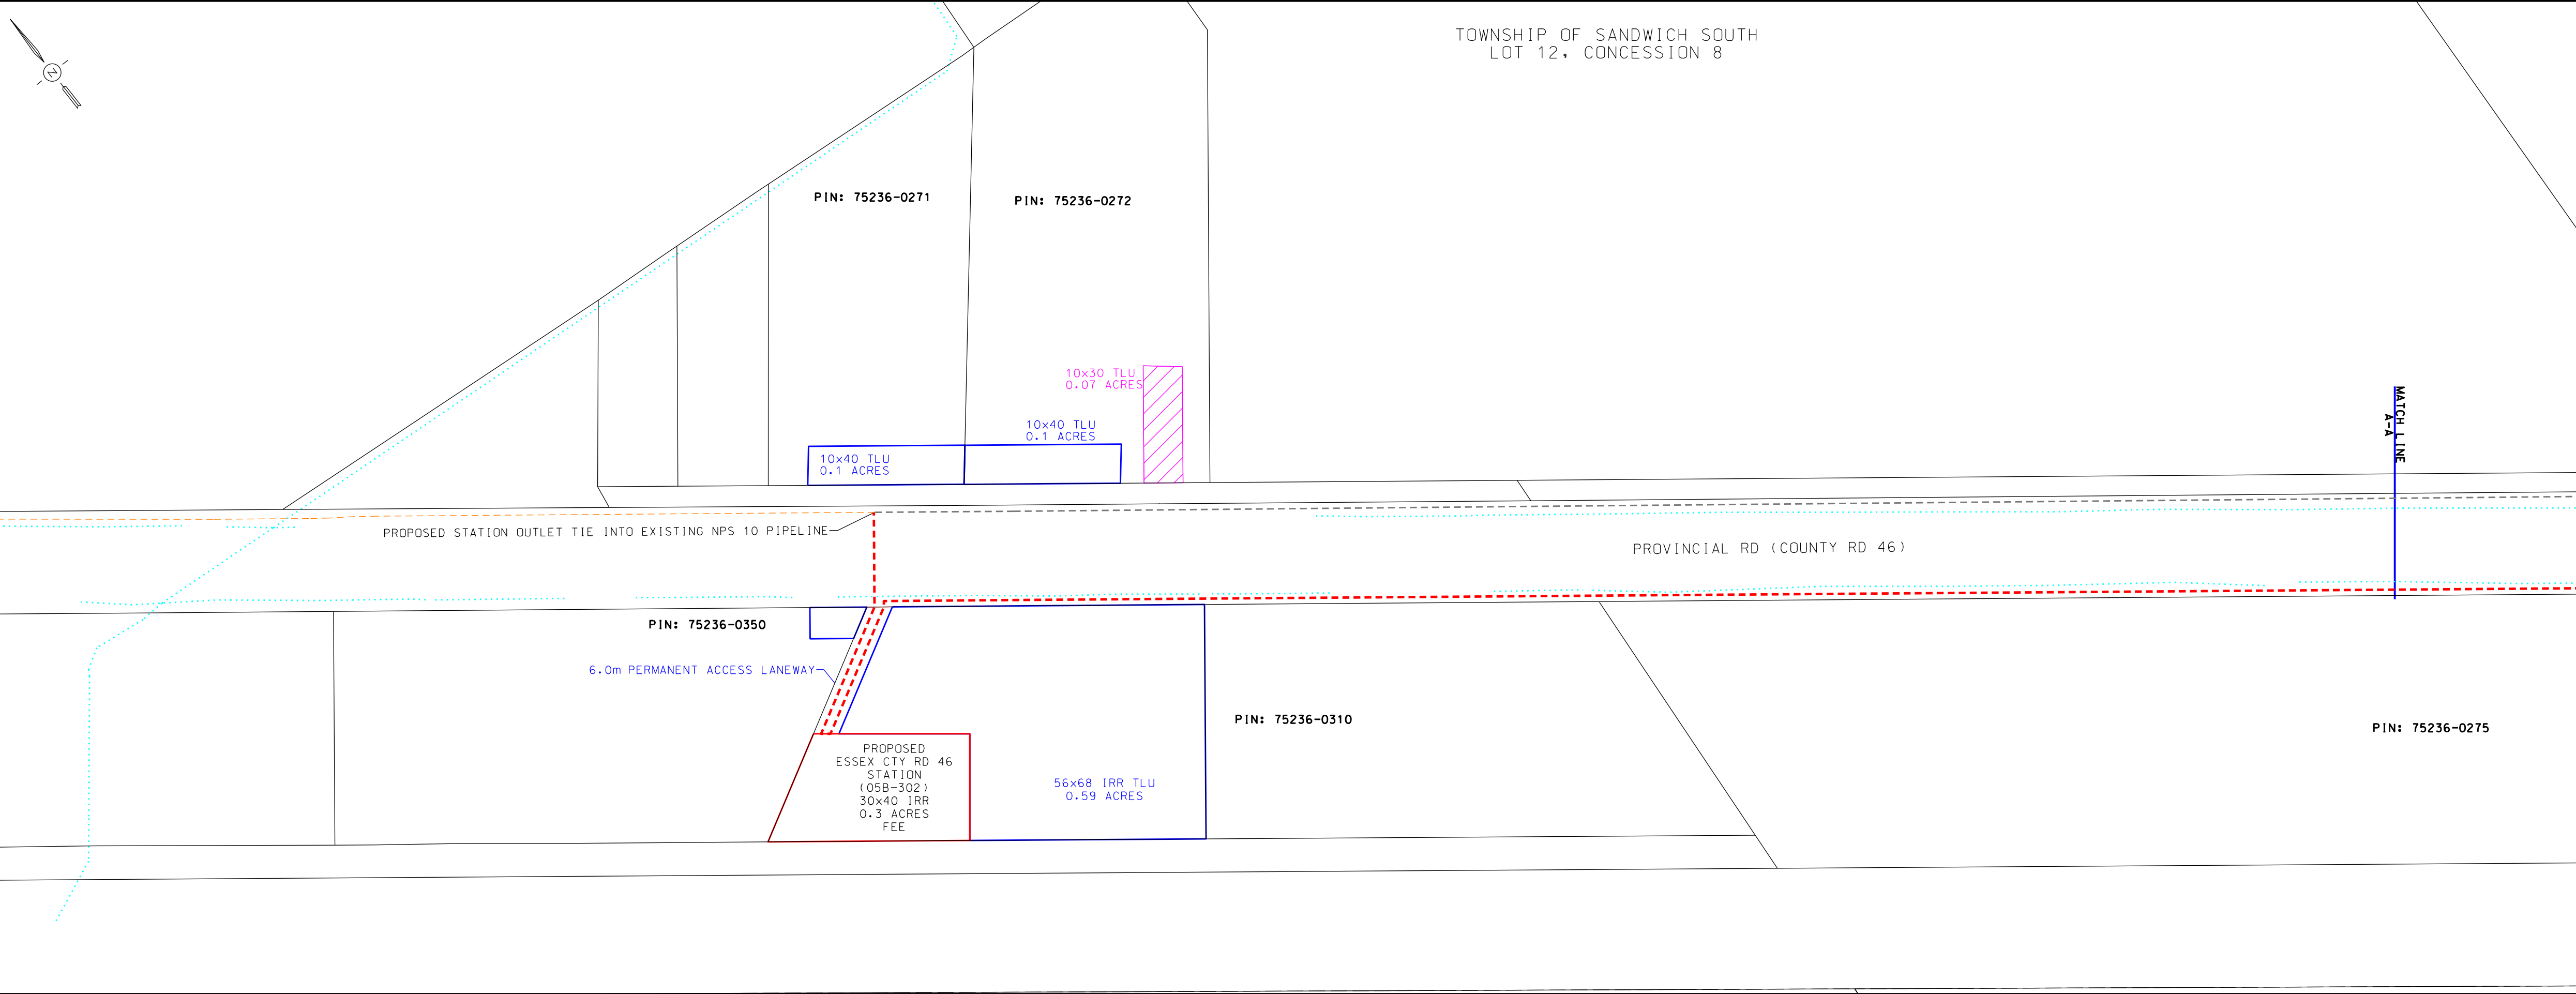 TOWNSHIP OF SANDWICH SOUTH
LOT 12, CONCESSION 8
N
PIN: 75236-0271
PIN: 75236-0272
10x30 TLU
0.07 ACRES
10x40 TLU
0.1 ACRES
10x40 TLU
0.1 ACRES
MATCH LINE
A-A
PROPOSED STATION OUTLET TIE INTO EXISTING NPS 10 PIPELINE
PROVINCIAL RD (COUNTY RD 46)
PIN: 75236-0350
6.0m PERMANENT ACCESS LANEWAY
PIN: 75236-0310
PIN: 75236-0275
PROPOSED
ESSEX CTY RD 46
STATION
(05B-302)
30x40 IRR
0.3 ACRES
FEE
56x68 IRR TLU
0.59 ACRES